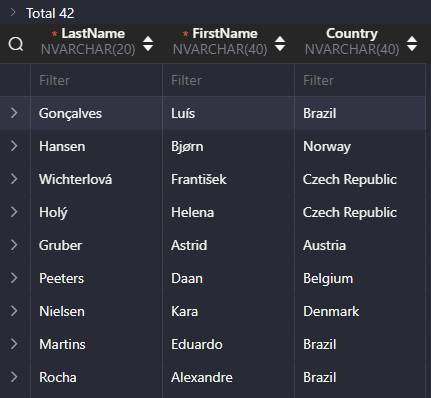 Total 42
* LastName * FirstName Country
NVARCHAR(20) NVARCHAR(40) NVARCHAR(40)
Filter Filter Filter
Gonçalves Luís Brazil
Hansen Bjørn Norway
Wichterlová František Czech Republic
Holý Helena Czech Republic
Gruber Astrid Austria
Peeters Daan Belgium
Nielsen Kara Denmark
Martins Eduardo Brazil
Rocha Alexandre Brazil